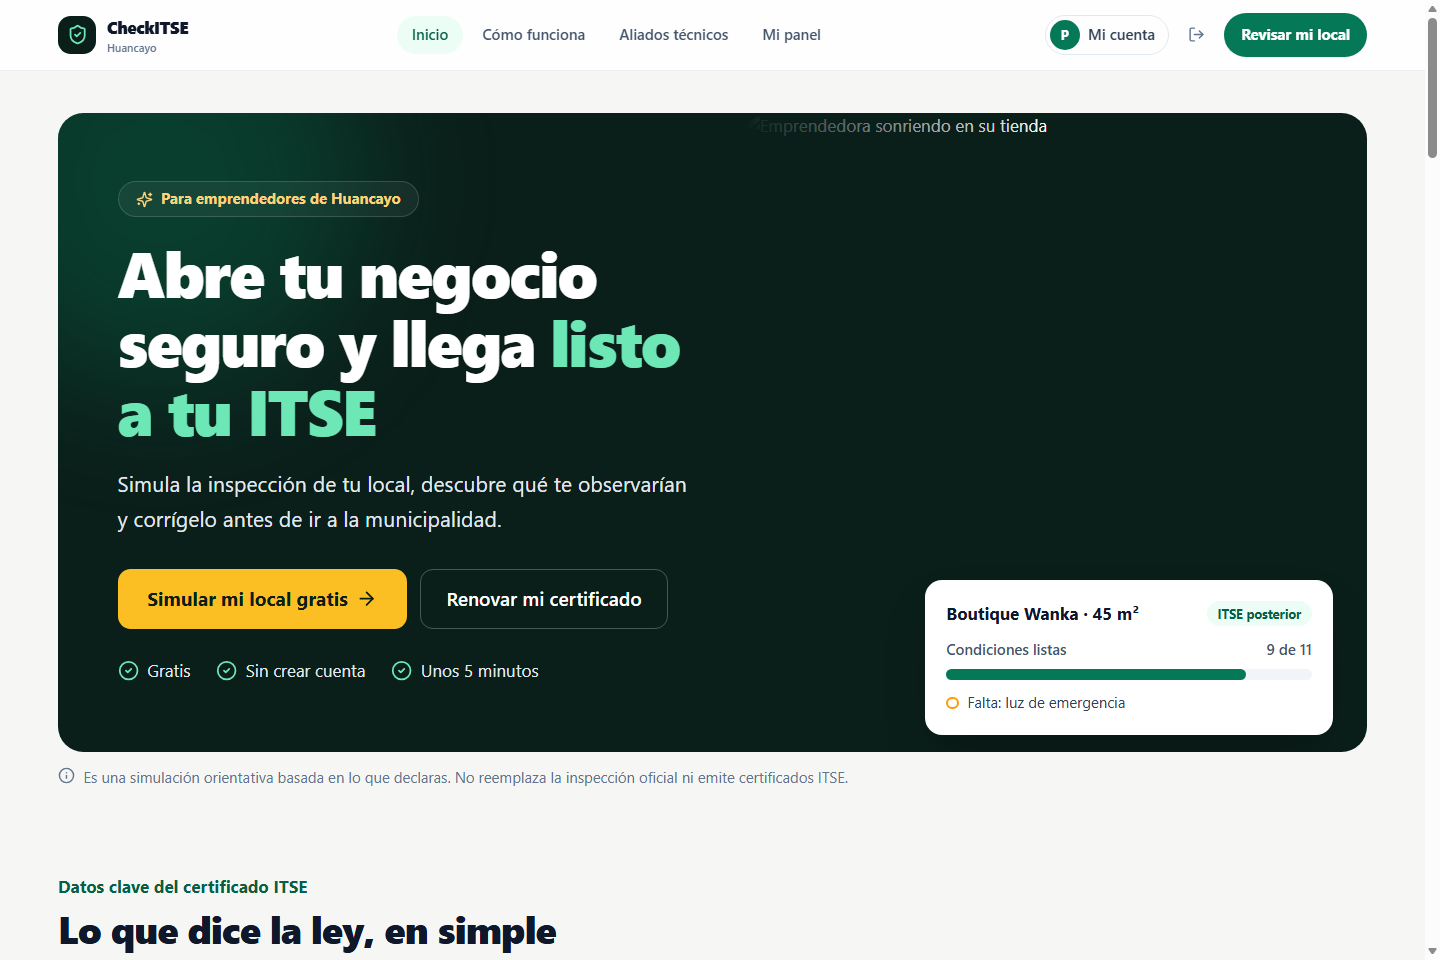 CheckITSE
Huancayo
Inicio
Cómo funciona
Aliados técnicos
Mi panel
P
Mi cuenta
Revisar mi local
Emprendedora sonriendo en su tienda
Para emprendedores de Huancayo
Abre tu negocio
seguro y llega listo
a tu ITSE
Simula la inspección de tu local, descubre qué te observarían
y corrígelo antes de ir a la municipalidad.
Simular mi local gratis
Renovar mi certificado
Gratis
Sin crear cuenta
Unos 5 minutos
Boutique Wanka · 45 m²
ITSE posterior
Condiciones listas
9 de 11
Falta: luz de emergencia
Es una simulación orientativa basada en lo que declaras. No reemplaza la inspección oficial ni emite certificados ITSE.
Datos clave del certificado ITSE
Lo que dice la ley, en simple